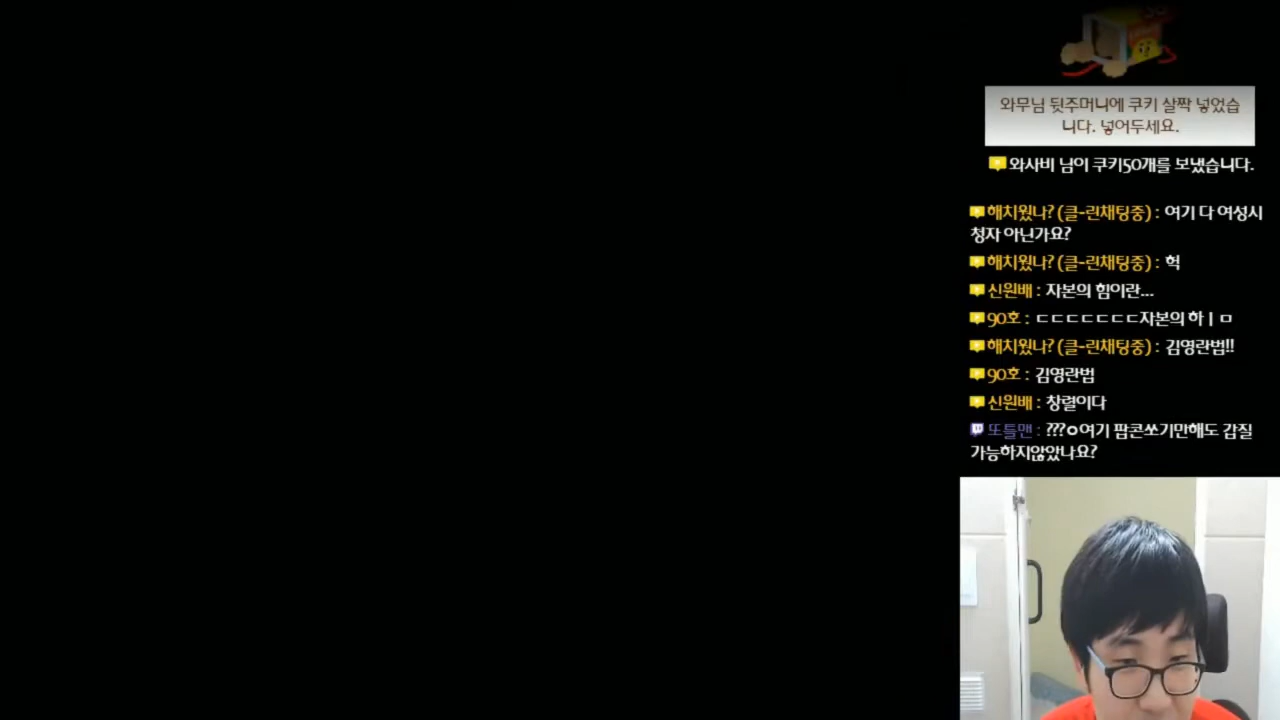 와무님 뒷주머니에 쿠키 살짝 넣었습
니다. 넣어두세요.
와사비 님이 쿠키50개를 보냈습니다.
해치웠나? (클-린채팅중) : 여기 다 여성시
청자 아닌가요?
해치웠나? (클-린채팅중) : 헉
신원배 : 자본의 힘이란...
90호 : ㄷㄷㄷㄷㄷㄷㄷ자본의 하ㅣㅁ
해치웠나? (클-린채팅중) : 김영란법!!
90호 : 김영란법
신원배 : 창렬이다
또틀맨 : ???ㅇ여기 팝콘쏘기만해도 갑질
가능하지않았나요?